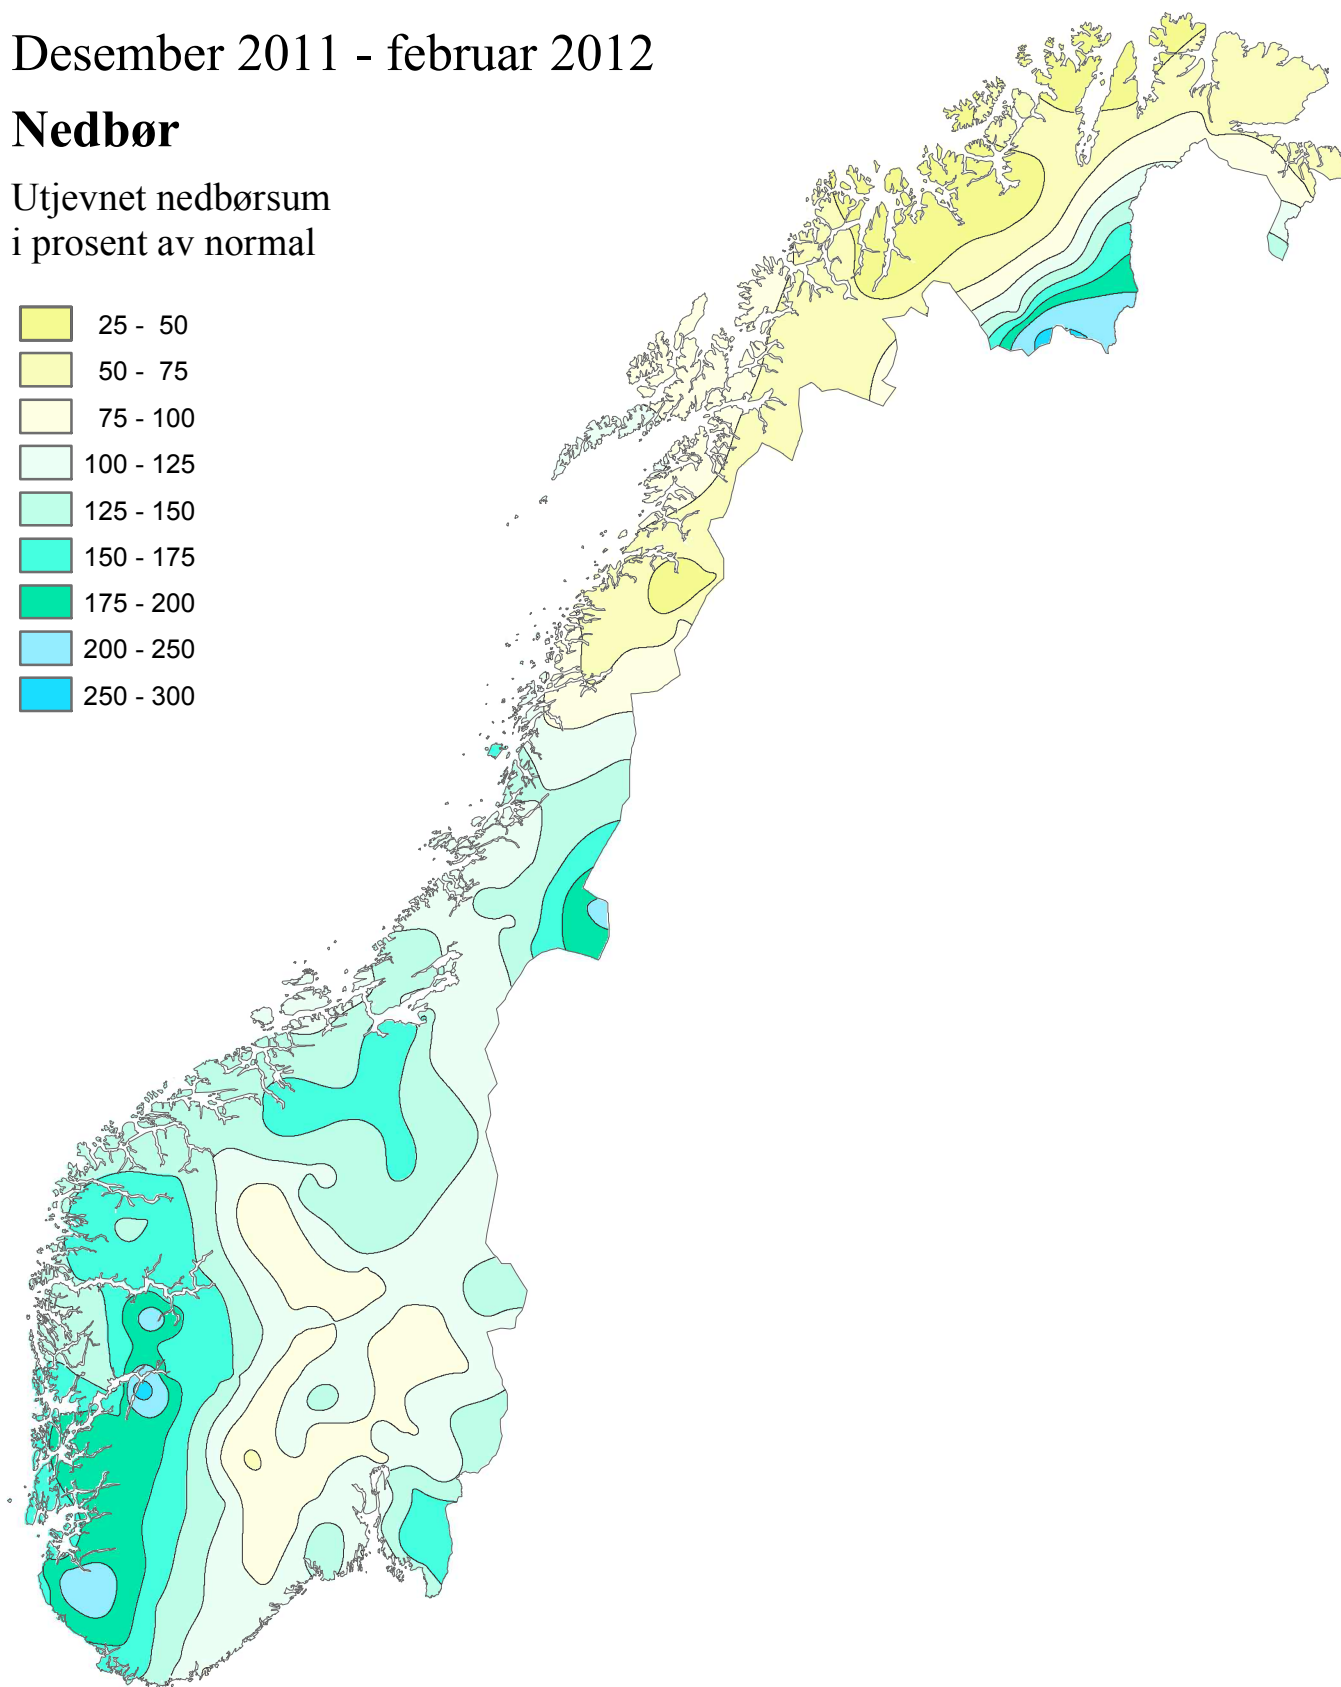 Desember 2011 - februar 2012
Nedbør
Utjevnet nedbørsum
i prosent av normal
25 - 50
50 - 75
75 - 100
100 - 125
125 - 150
150 - 175
175 - 200
200 - 250
250 - 300